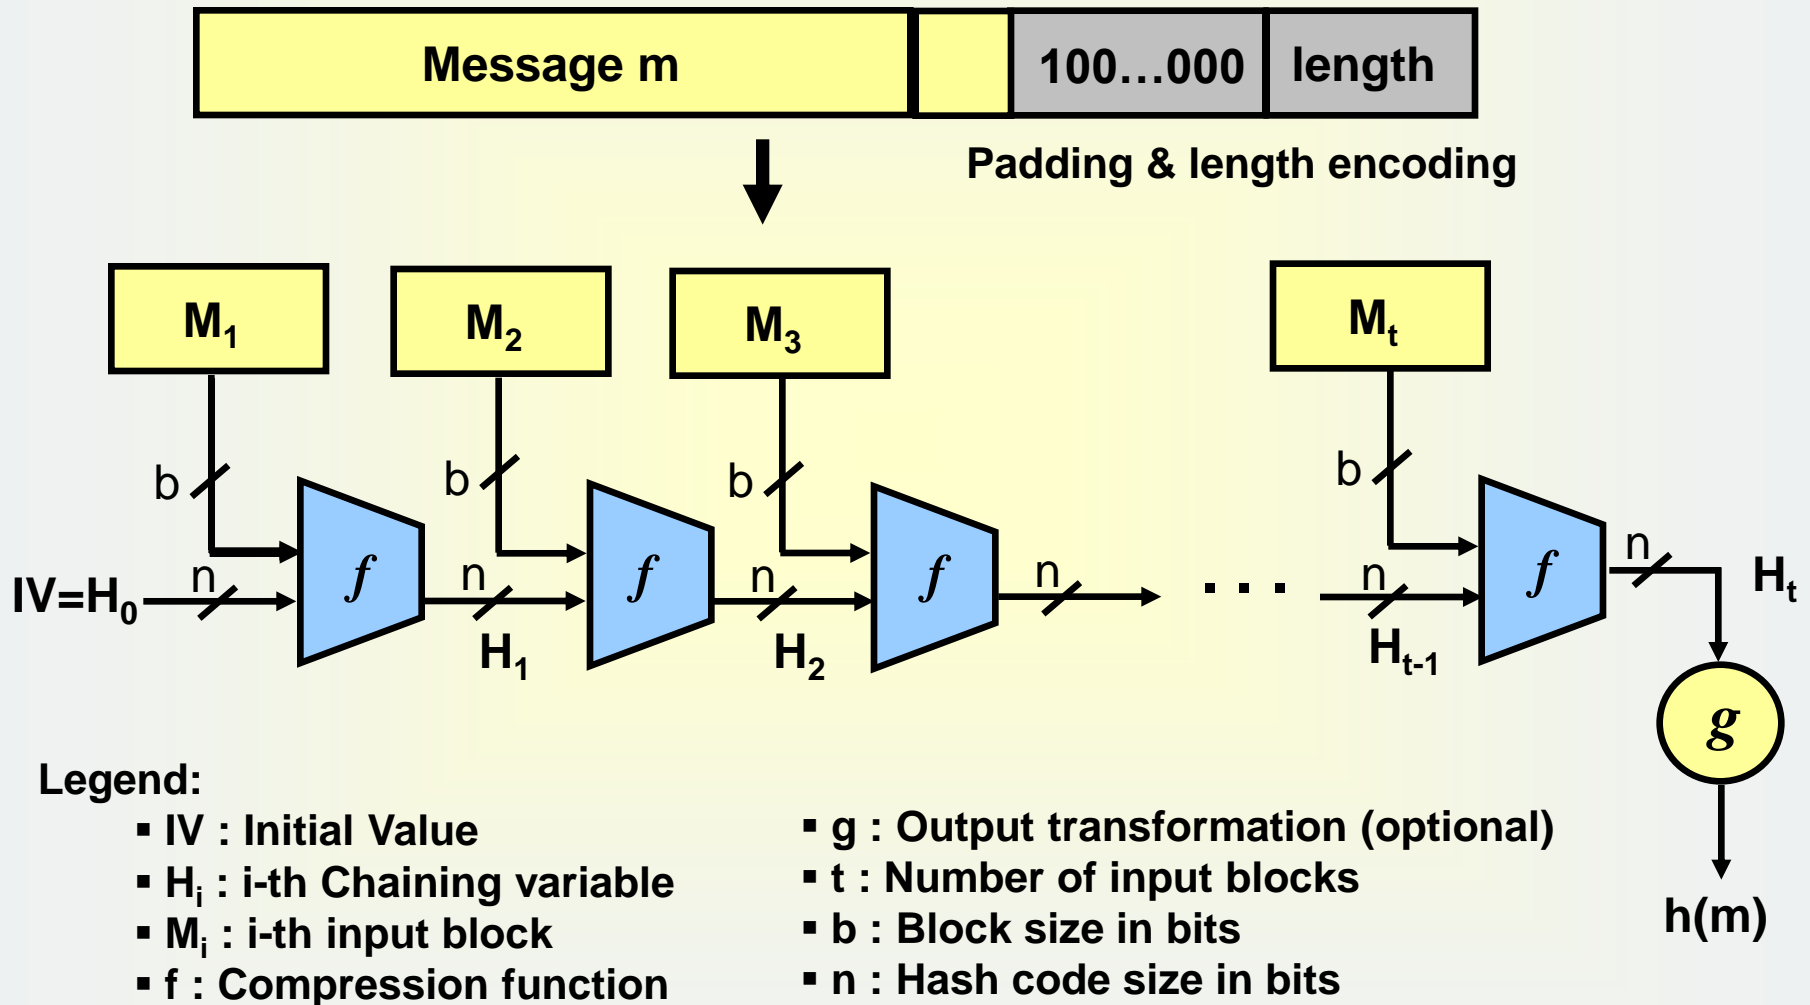 Message m 100…000 length
Padding & length encoding
M1 M2 M3 Mt
b b b b
f f f f
IV=H0 n n n n n n Ht
H1 H2 . . . Ht-1
g
h(m)
Legend:
▪ IV : Initial Value
▪ Hi : i-th Chaining variable
▪ Mi : i-th input block
▪ f : Compression function
▪ g : Output transformation (optional)
▪ t : Number of input blocks
▪ b : Block size in bits
▪ n : Hash code size in bits